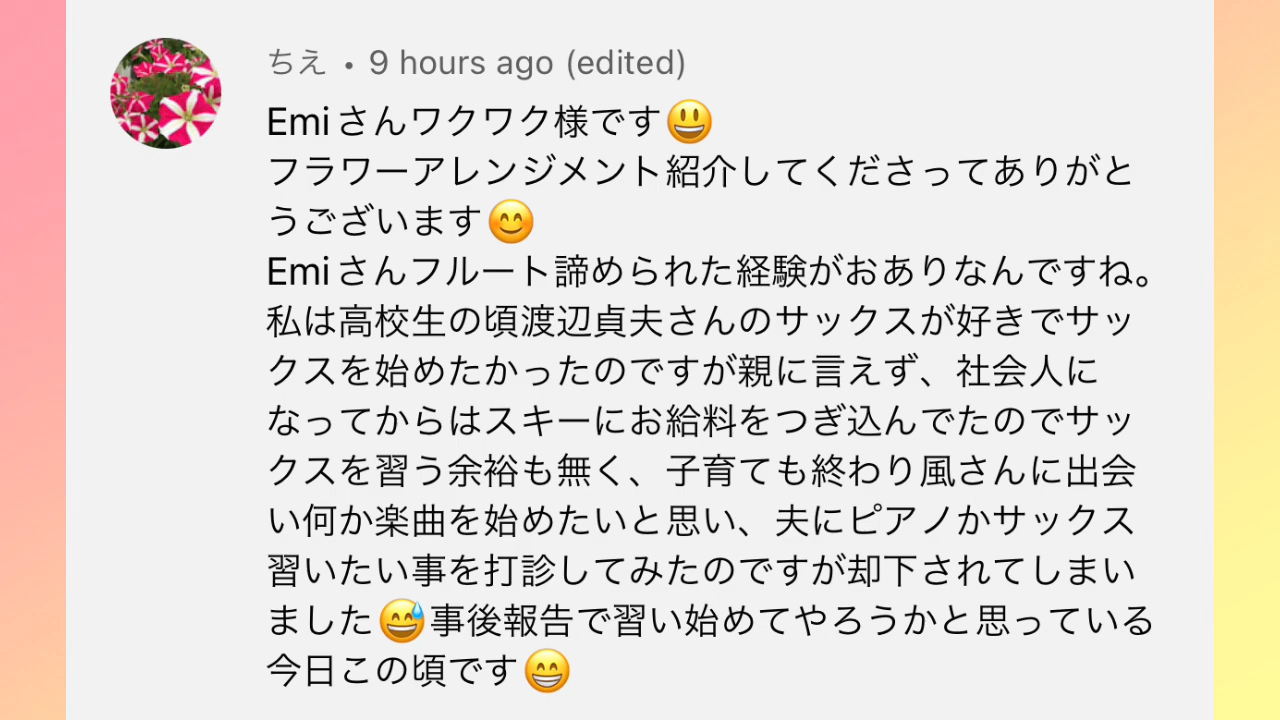 ちえ • 9 hours ago (edited)
Emiさんワクワク様です😃
フラワーアレンジメント紹介してくださってありがと
うございます😊
Emiさんフルート諦められた経験がおありなんですね。
私は高校生の頃渡辺貞夫さんのサックスが好きでサッ
クスを始めたかったのですが親に言えず、社会人に
なってからはスキーにお給料をつぎ込んでたのでサッ
クスを習う余裕も無く、子育ても終わり風さんに出会
い何か楽曲を始めたいと思い、夫にピアノかサックス
習いたい事を打診してみたのですが却下されてしまい
ました😅事後報告で習い始めてやろうかと思っている
今日この頃です😁